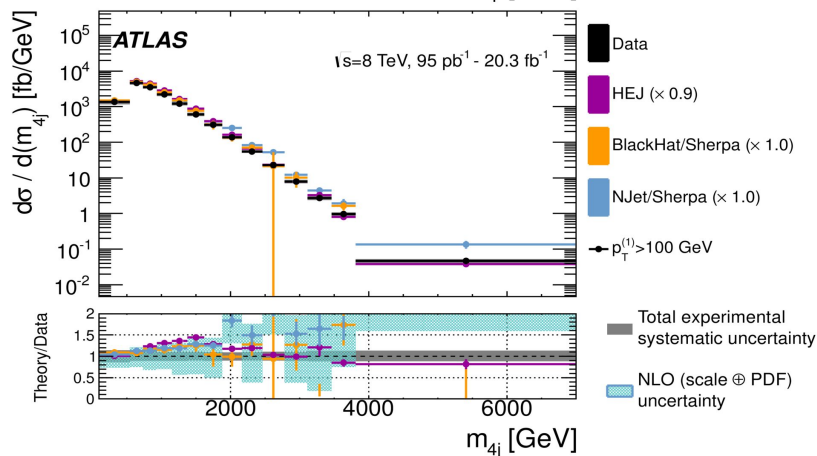 ATLAS
√s=8 TeV, 95 pb⁻¹ - 20.3 fb⁻¹
dσ / d(m₄ⱼ) [fb/GeV]
10⁵
10⁴
10³
10²
10
1
10⁻¹
10⁻²
Data
HEJ (× 0.9)
BlackHat/Sherpa (× 1.0)
NJet/Sherpa (× 1.0)
p_T^(1)>100 GeV
Theory/Data
2
1.5
1
0.5
0
2000
4000
6000
m₄ⱼ [GeV]
Total experimental
systematic uncertainty
NLO (scale ⊕ PDF)
uncertainty